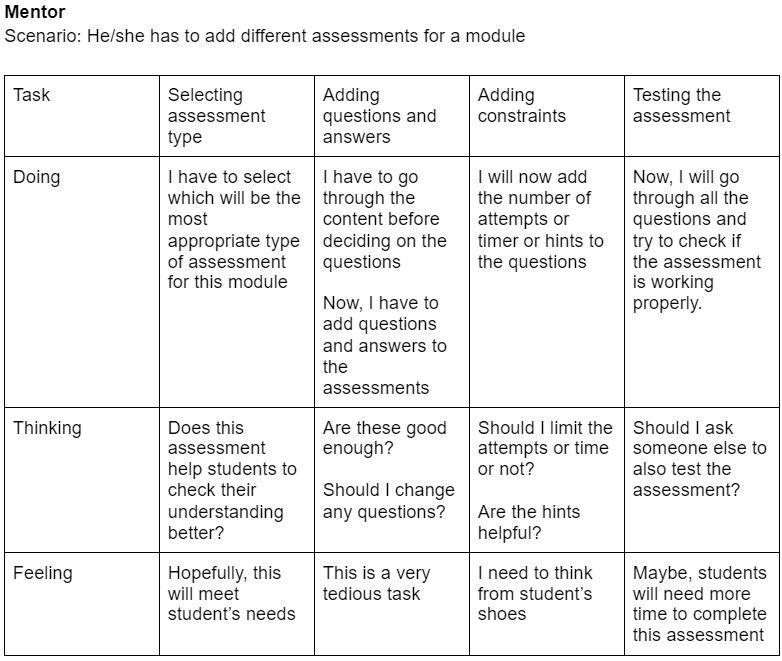 Mentor
Scenario: He/she has to add different assessments for a module
Task
Selecting
assessment
type
Adding
questions and
answers
Adding
constraints
Testing the
assessment
Doing
I have to select
which will be the
most
appropriate type
of assessment
for this module
I have to go
through the
content before
deciding on the
questions
Now, I have to
add questions
and answers to
the
assessments
I will now add
the number of
attempts or
timer or hints to
the questions
Now, I will go
through all the
questions and
try to check if
the assessment
is working
properly.
Thinking
Does this
assessment
help students to
check their
understanding
better?
Are these good
enough?
Should I change
any questions?
Should I limit the
attempts or time
or not?
Are the hints
helpful?
Should I ask
someone else to
also test the
assessment?
Feeling
Hopefully, this
will meet
student’s needs
This is a very
tedious task
I need to think
from student’s
shoes
Maybe, students
will need more
time to complete
this assessment